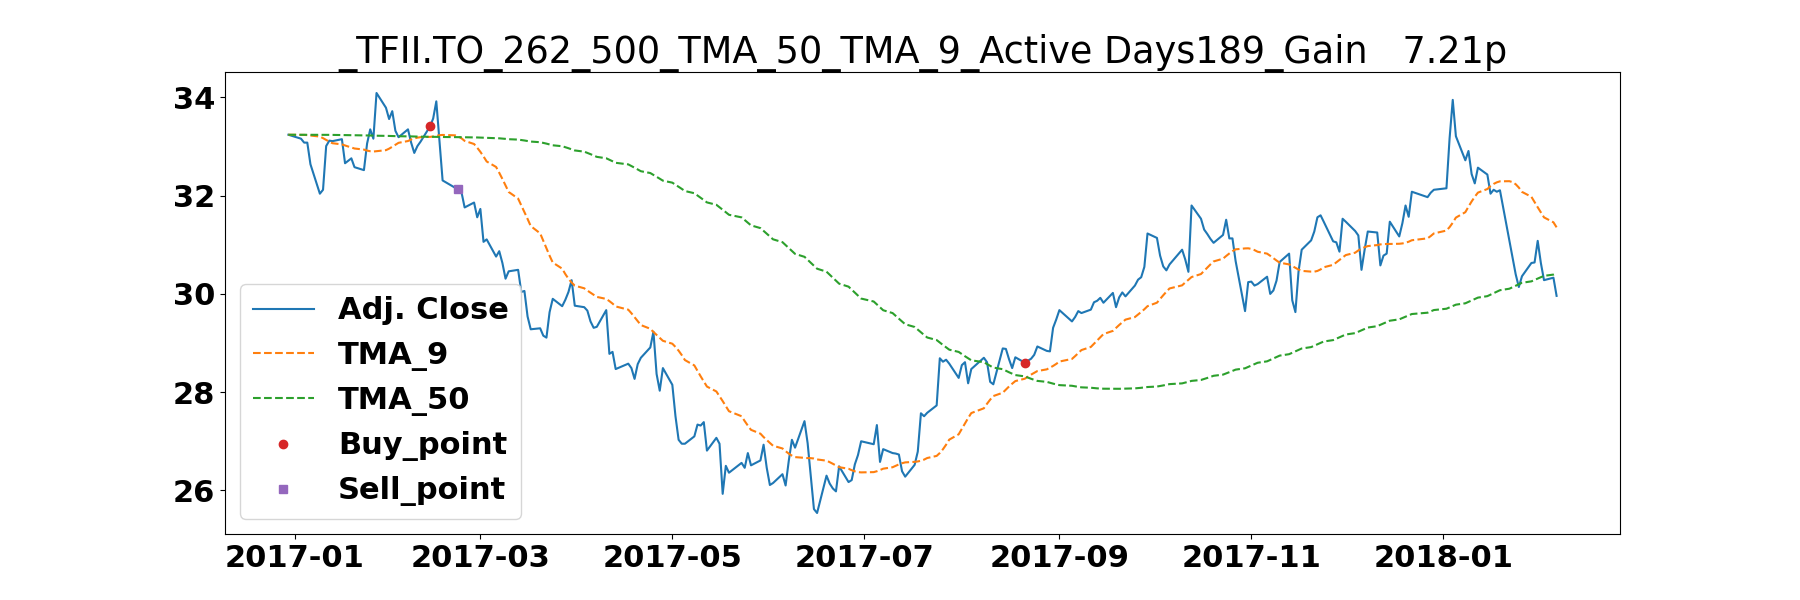 _TFII.TO_262_500_TMA_50_TMA_9_Active Days189_Gain   7.21p
34
32
30
28
26
Adj. Close
TMA_9
TMA_50
Buy_point
Sell_point
2017-01 2017-03 2017-05 2017-07 2017-09 2017-11 2018-01